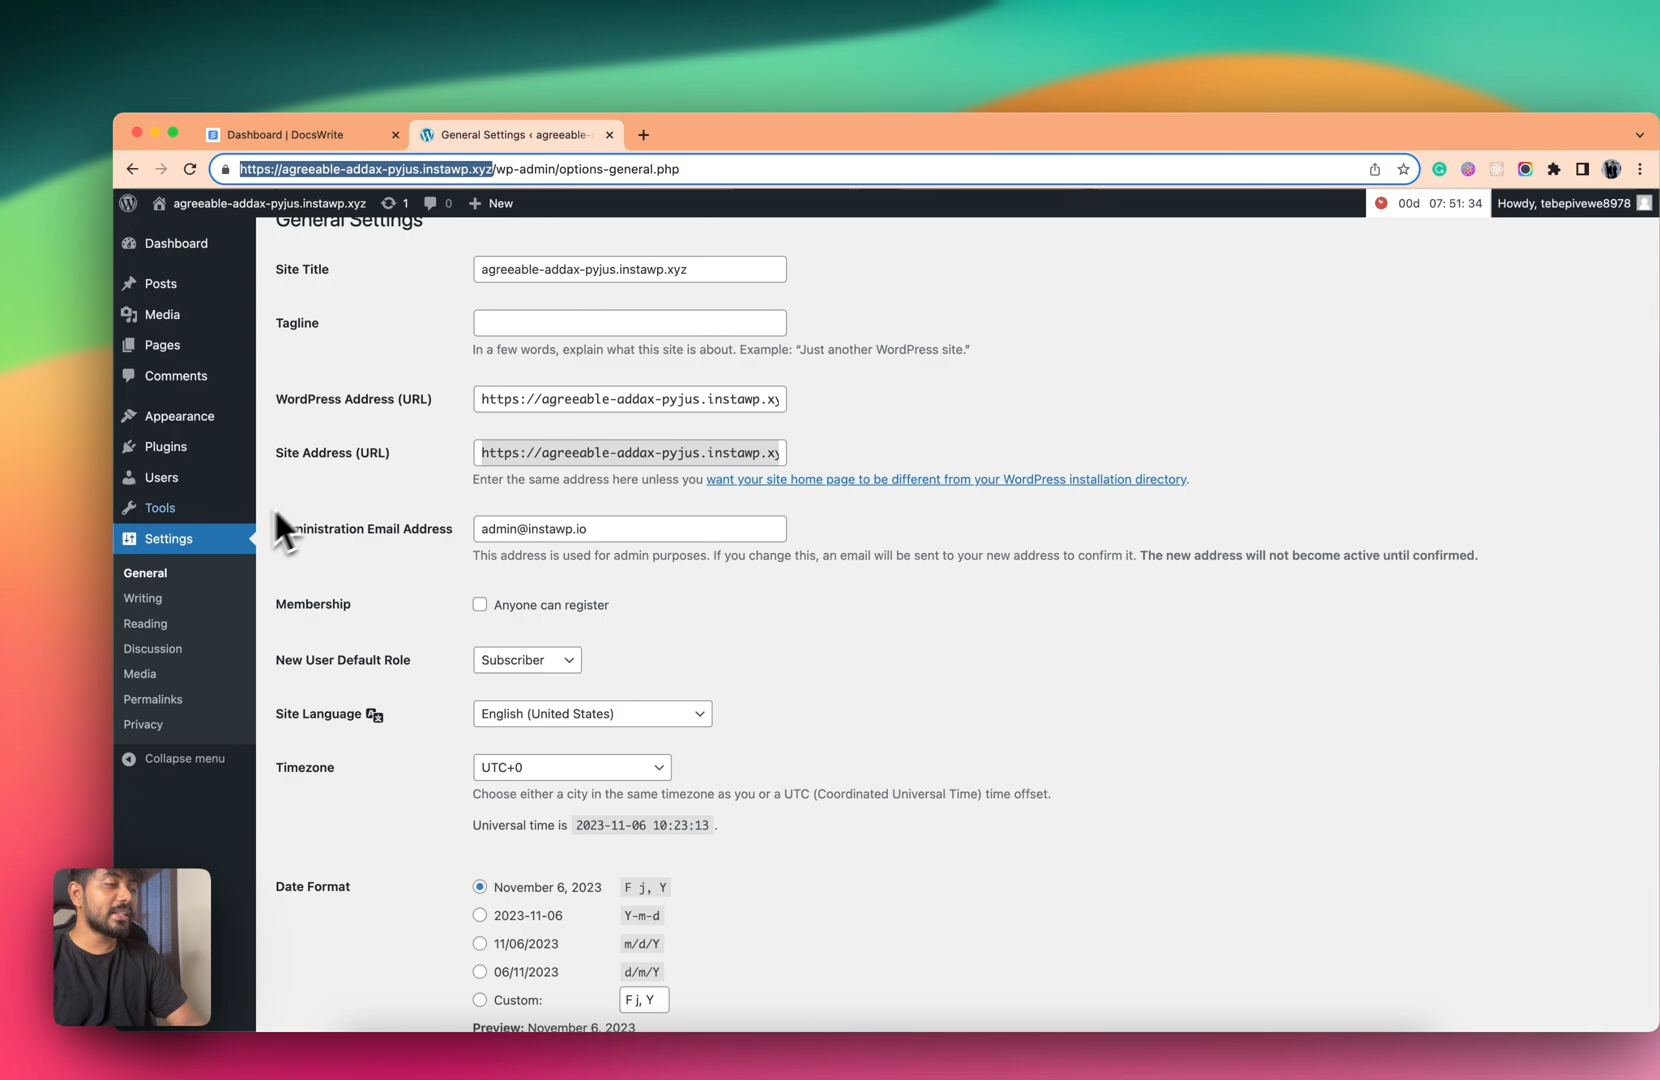 Dashboard | DocsWrite
General Settings ‹ agreeable-
https://agreeable-addax-pyjus.instawp.xyz/wp-admin/options-general.php
agreeable-addax-pyjus.instawp.xyz 1 0 New 00d 07:51:34 Howdy, tebepivewe8978
Dashboard
Posts
Media
Pages
Comments
Appearance
Plugins
Users
Tools
Settings
General
Writing
Reading
Discussion
Media
Permalinks
Privacy
Collapse menu
General Settings
Site Title agreeable-addax-pyjus.instawp.xyz
Tagline
In a few words, explain what this site is about. Example: “Just another WordPress site.”
WordPress Address (URL) https://agreeable-addax-pyjus.instawp.xy
Site Address (URL) https://agreeable-addax-pyjus.instawp.xy
Enter the same address here unless you want your site home page to be different from your WordPress installation directory.
ministration Email Address admin@instawp.io
This address is used for admin purposes. If you change this, an email will be sent to your new address to confirm it. The new address will not become active until confirmed.
Membership Anyone can register
New User Default Role Subscriber
Site Language English (United States)
Timezone UTC+0
Choose either a city in the same timezone as you or a UTC (Coordinated Universal Time) time offset.
Universal time is 2023-11-06 10:23:13 .
Date Format November 6, 2023 F j, Y
2023-11-06 Y-m-d
11/06/2023 m/d/Y
06/11/2023 d/m/Y
Custom: F j, Y
Preview: November 6, 2023